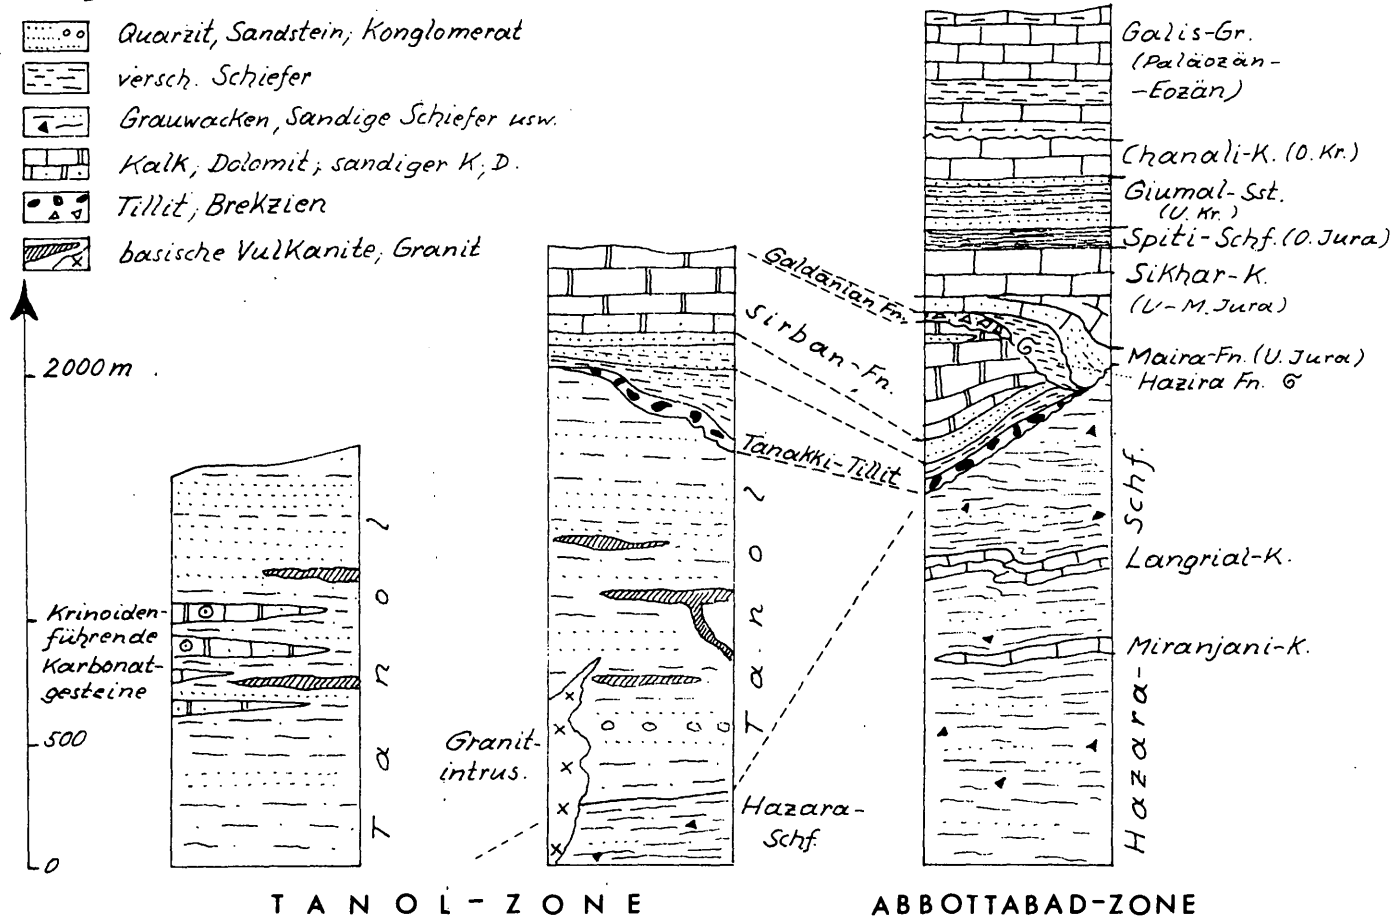 Quarzit, Sandstein; Konglomerat
versch. Schiefer
Grauwacken, Sandige Schiefer usw.
Kalk; Dolomit; sandiger K; D.
Tillit; Brekzien
basische Vulkanite; Granit
2000 m
500
0
Krinoiden-
führende
Karbonat-
gesteine
Tanol
Granit-
intrus.
Tanol
Hazara-
Schf.
Galdanian Fn.
Sirban-Fn.
Tanakki-Tillit
Galis-Gr.
(Paläozän-
-Eozän)
Chanali-K. (O. Kr.)
Giumal-Sst.
(U. Kr.)
Spiti-Schf. (O. Jura)
Sikhar-K.
(U-M. Jura)
Maira-Fn. (U. Jura)
Hazira Fn.
Langrial-K.
Miranjani-K.
Hazara-Schf.
TANOL-ZONE
ABBOTTABAD-ZONE